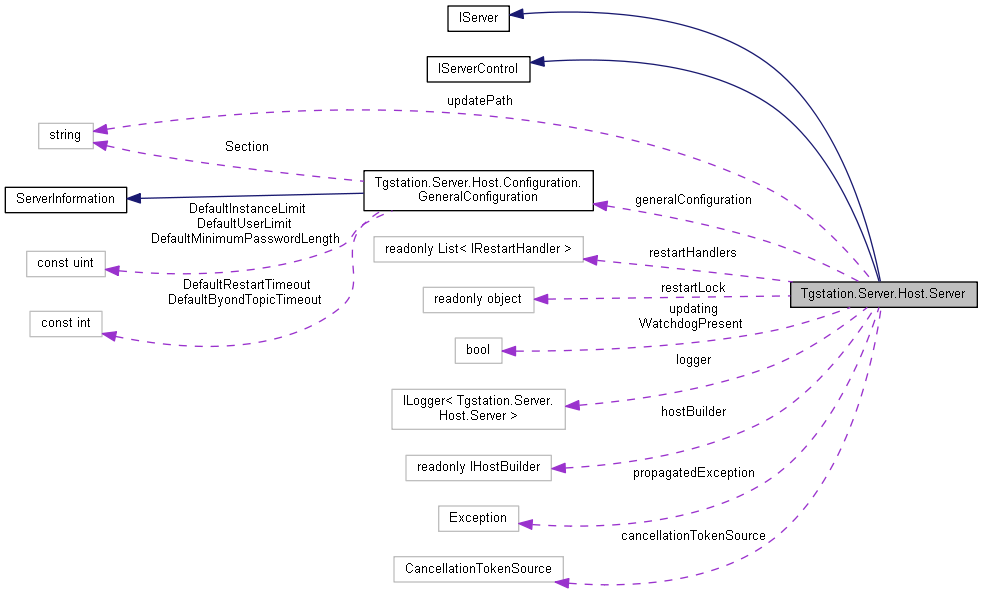 IServer
IServerControl
updatePath
string
Section
Tgstation.Server.Host.Configuration.
GeneralConfiguration
ServerInformation
generalConfiguration
DefaultInstanceLimit
DefaultUserLimit
DefaultMinimumPasswordLength
readonly List< IRestartHandler >
restartHandlers
const uint
DefaultRestartTimeout
DefaultByondTopicTimeout
readonly object
restartLock
Tgstation.Server.Host.Server
updating
WatchdogPresent
const int
bool
logger
ILogger< Tgstation.Server.
Host.Server >
hostBuilder
readonly IHostBuilder
propagatedException
Exception
cancellationTokenSource
CancellationTokenSource